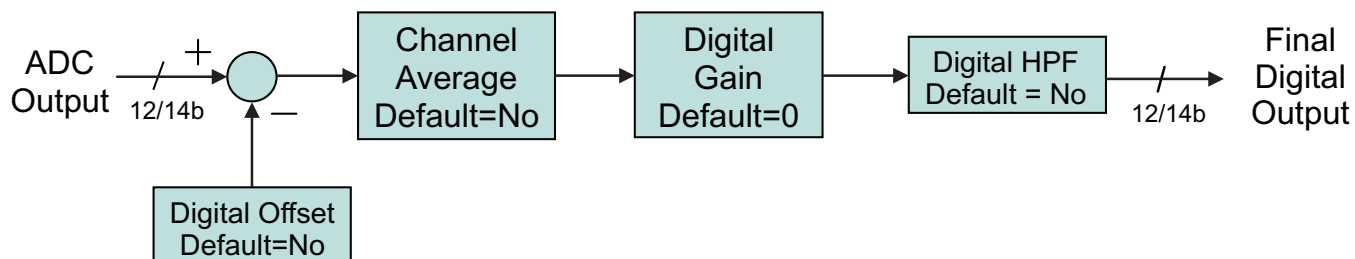 ADC
Output
12/14b
+
−
Digital Offset
Default=No
Channel
Average
Default=No
Digital
Gain
Default=0
Digital HPF
Default = No
12/14b
Final
Digital
Output